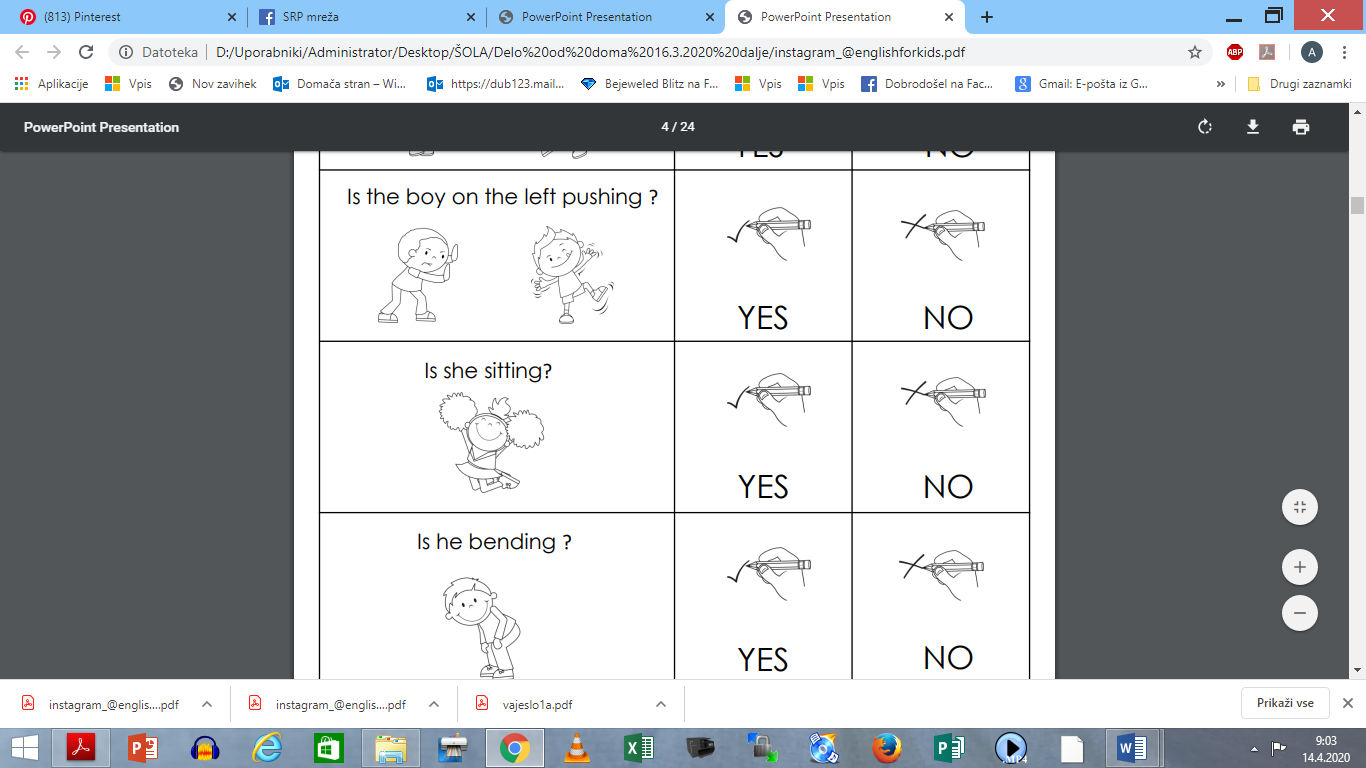 (813) Pinterest
SRP mreža
PowerPoint Presentation
PowerPoint Presentation
Datoteka
D:/Uporabniki/Administrator/Desktop/ŠOLA/Delo%20od%20doma%2016.3.2020%20dalje/instagram_@englishforkids.pdf
ABP
A
Aplikacije
Vpis
Nov zavihek
Domača stran – Wi...
https://dub123.mail...
Bejeweled Blitz na F...
Vpis
Vpis
Dobrodošel na Fac...
Gmail: E-pošta iz G...
»
Drugi zaznamki
PowerPoint Presentation
4 / 24
YES NO
Is the boy on the left pushing ?
YES NO
Is she sitting?
YES NO
Is he bending ?
YES NO
instagram_@englis....pdf
instagram_@englis....pdf
vajeslo1a.pdf
Prikaži vse
MP4
9:03
14.4.2020